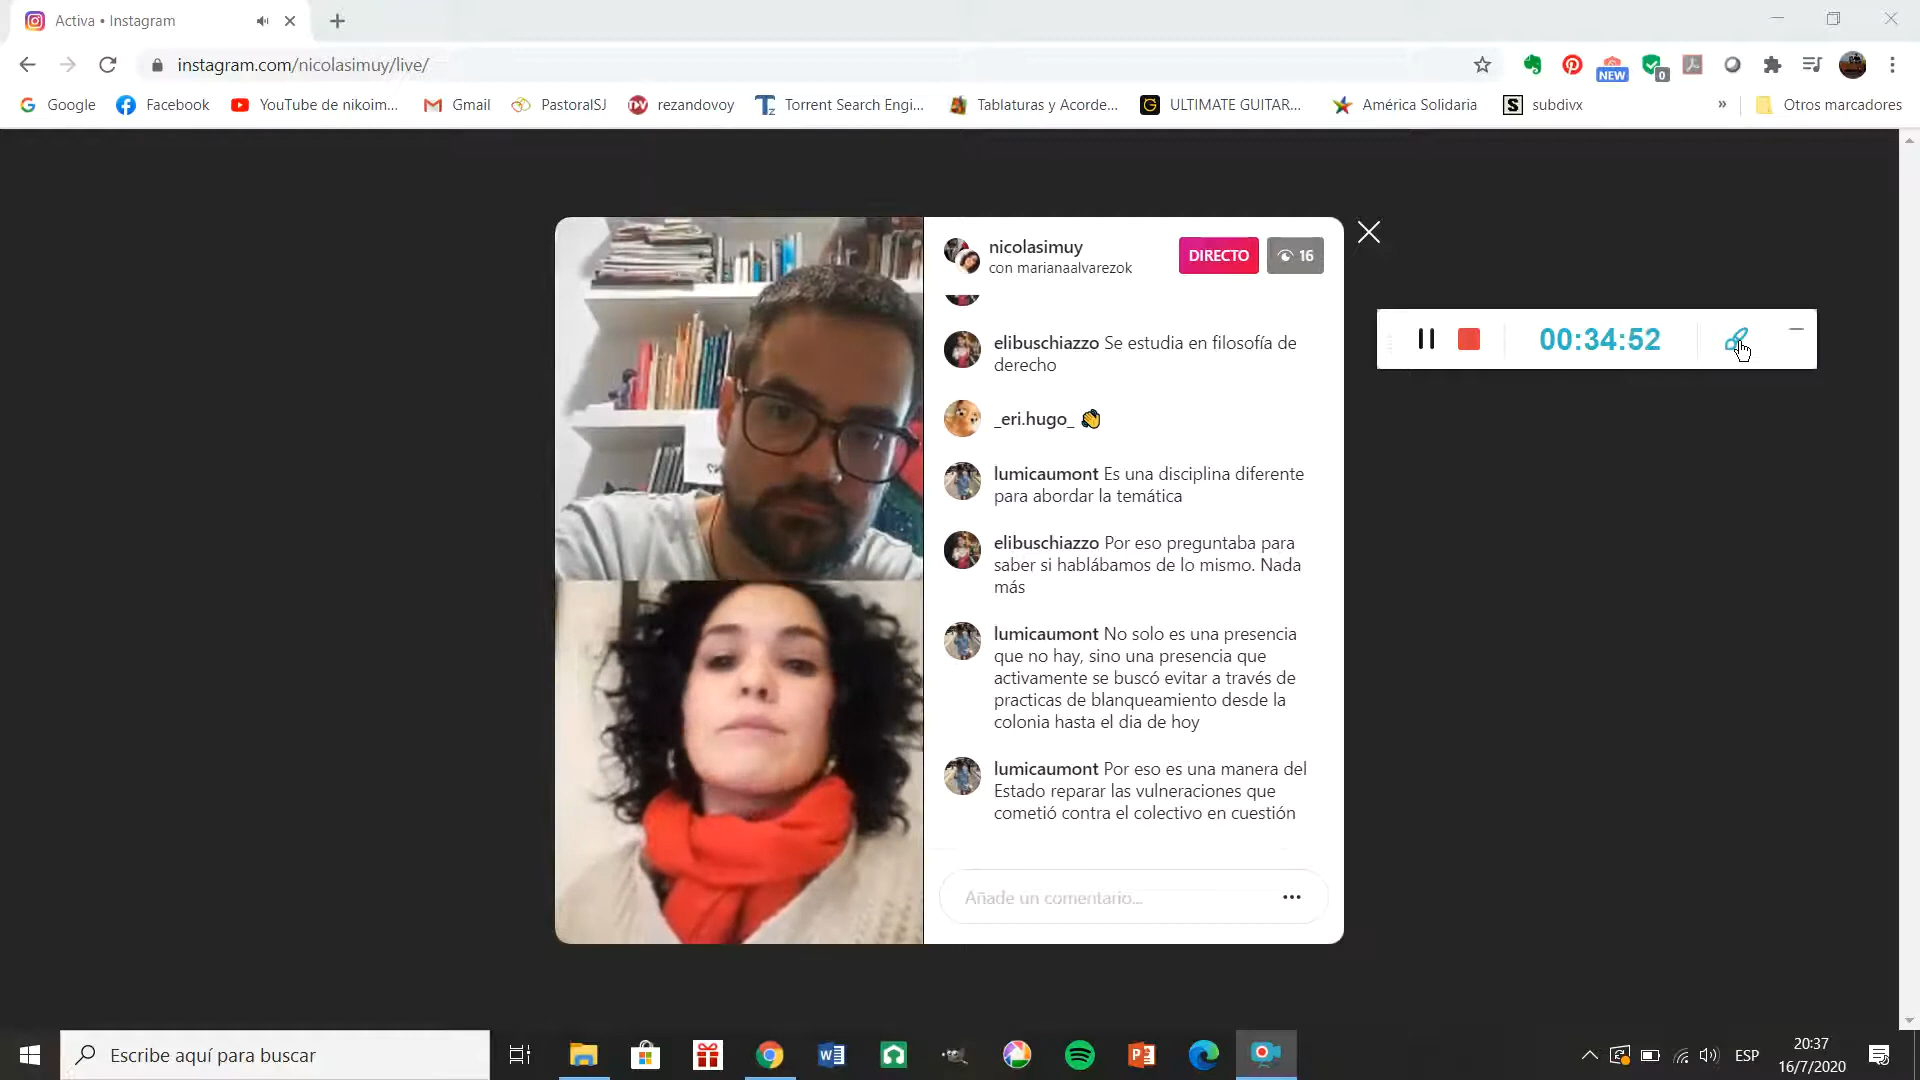 Activa • Instagram
instagram.com/nicolasimuy/live/
NEW
0
Google
Facebook
YouTube de nikoim...
Gmail
PastoralSJ
rezandovoy
Torrent Search Engi...
Tablaturas y Acorde...
ULTIMATE GUITAR...
América Solidaria
subdivx
»
Otros marcadores
nicolasimuy
con marianaalvarezok
DIRECTO
16
elibuschiazzo Se estudia en filosofía de
derecho
_eri.hugo_ 👏
lumicaumont Es una disciplina diferente
para abordar la temática
elibuschiazzo Por eso preguntaba para
saber si hablábamos de lo mismo. Nada
más
lumicaumont No solo es una presencia
que no hay, sino una presencia que
activamente se buscó evitar a través de
practicas de blanqueamiento desde la
colonia hasta el dia de hoy
lumicaumont Por eso es una manera del
Estado reparar las vulneraciones que
cometió contra el colectivo en cuestión
Añade un comentario...
00:34:52
Escribe aquí para buscar
ESP
20:37
16/7/2020